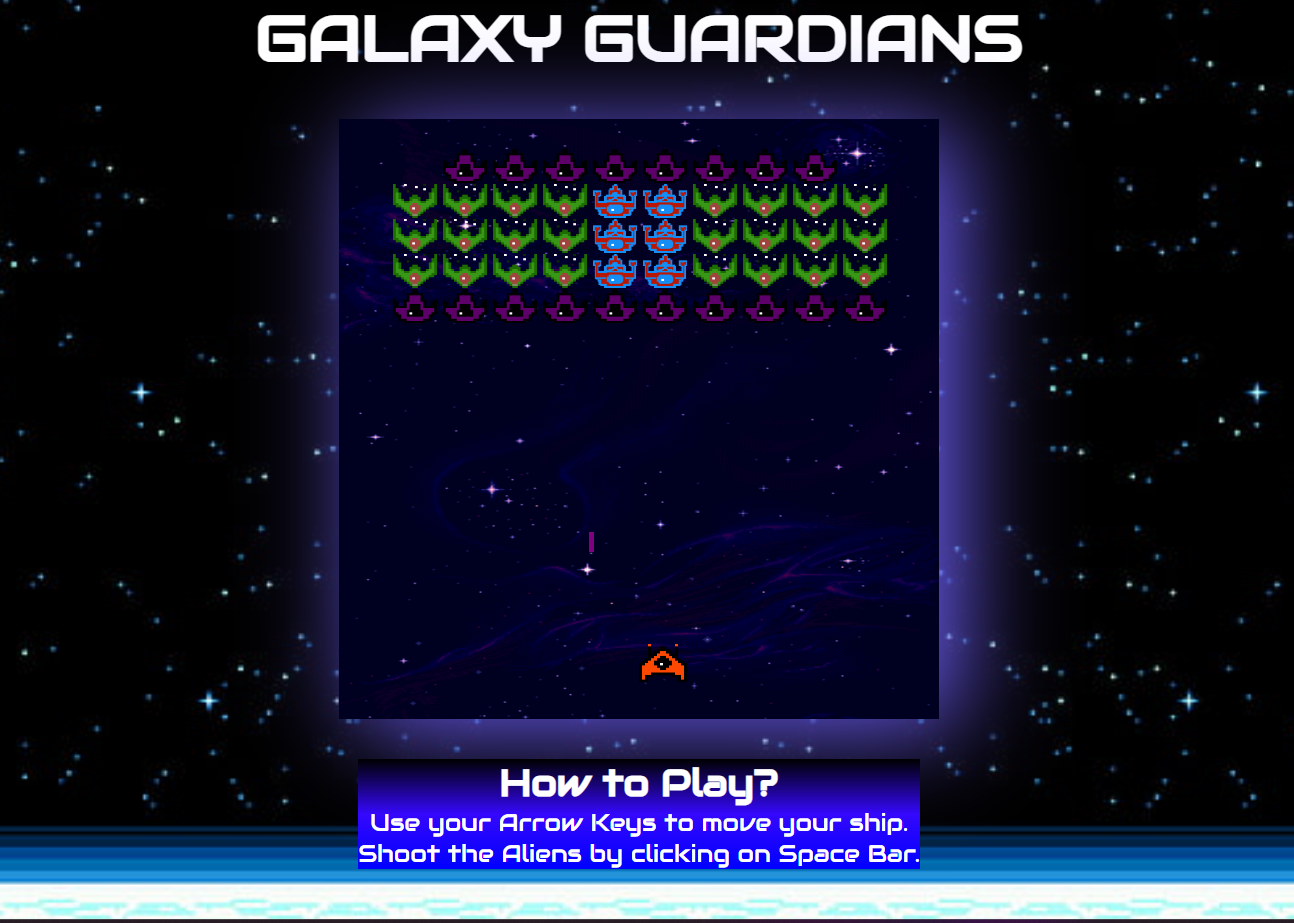 GALAXY GUARDIANS
How to Play?
Use your Arrow Keys to move your ship.
Shoot the Aliens by clicking on Space Bar.